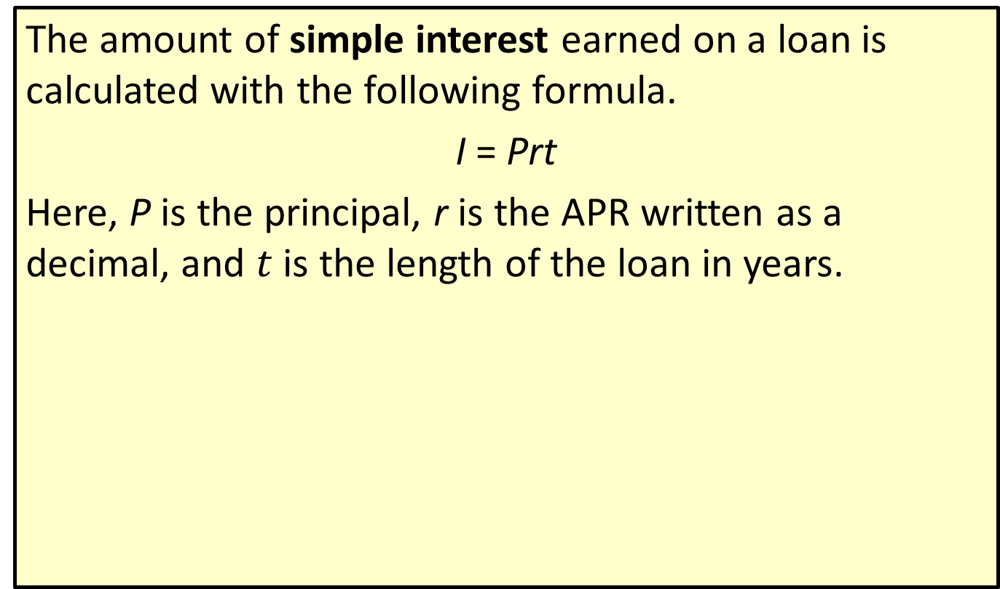 The amount of simple interest earned on a loan is
calculated with the following formula.
I = Prt
Here, P is the principal, r is the APR written as a
decimal, and t is the length of the loan in years.